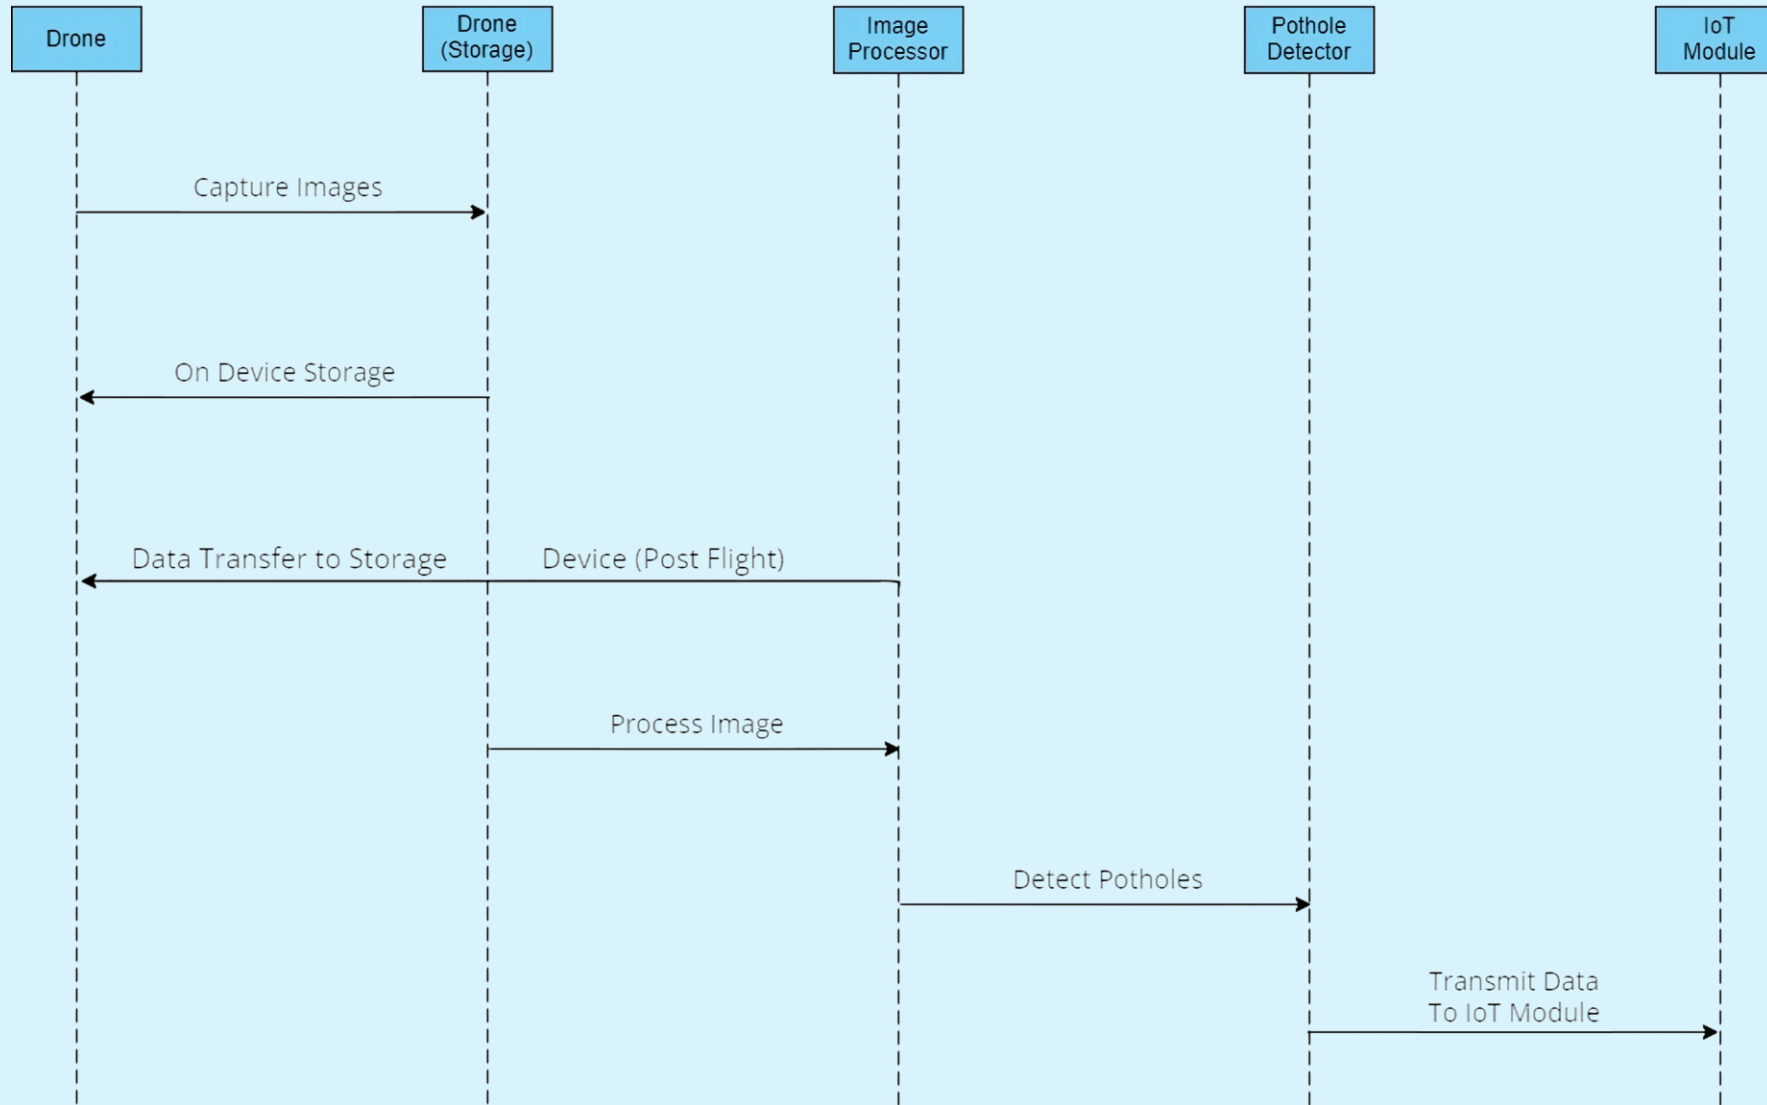 Drone
Drone
(Storage)
Image
Processor
Pothole
Detector
IoT
Module
Capture Images
On Device Storage
Data Transfer to Storage Device (Post Flight)
Process Image
Detect Potholes
Transmit Data
To IoT Module